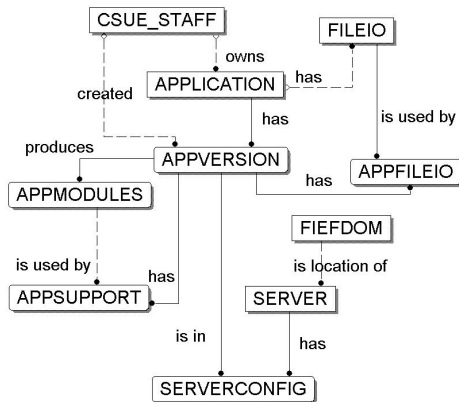 CSUE_STAFF
FILEIO
owns
APPLICATION
has
created
has
is used by
produces
APPVERSION
APPFILEIO
has
APPMODULES
FIEFDOM
is used by
has
is location of
APPSUPPORT
SERVER
is in
has
SERVERCONFIG